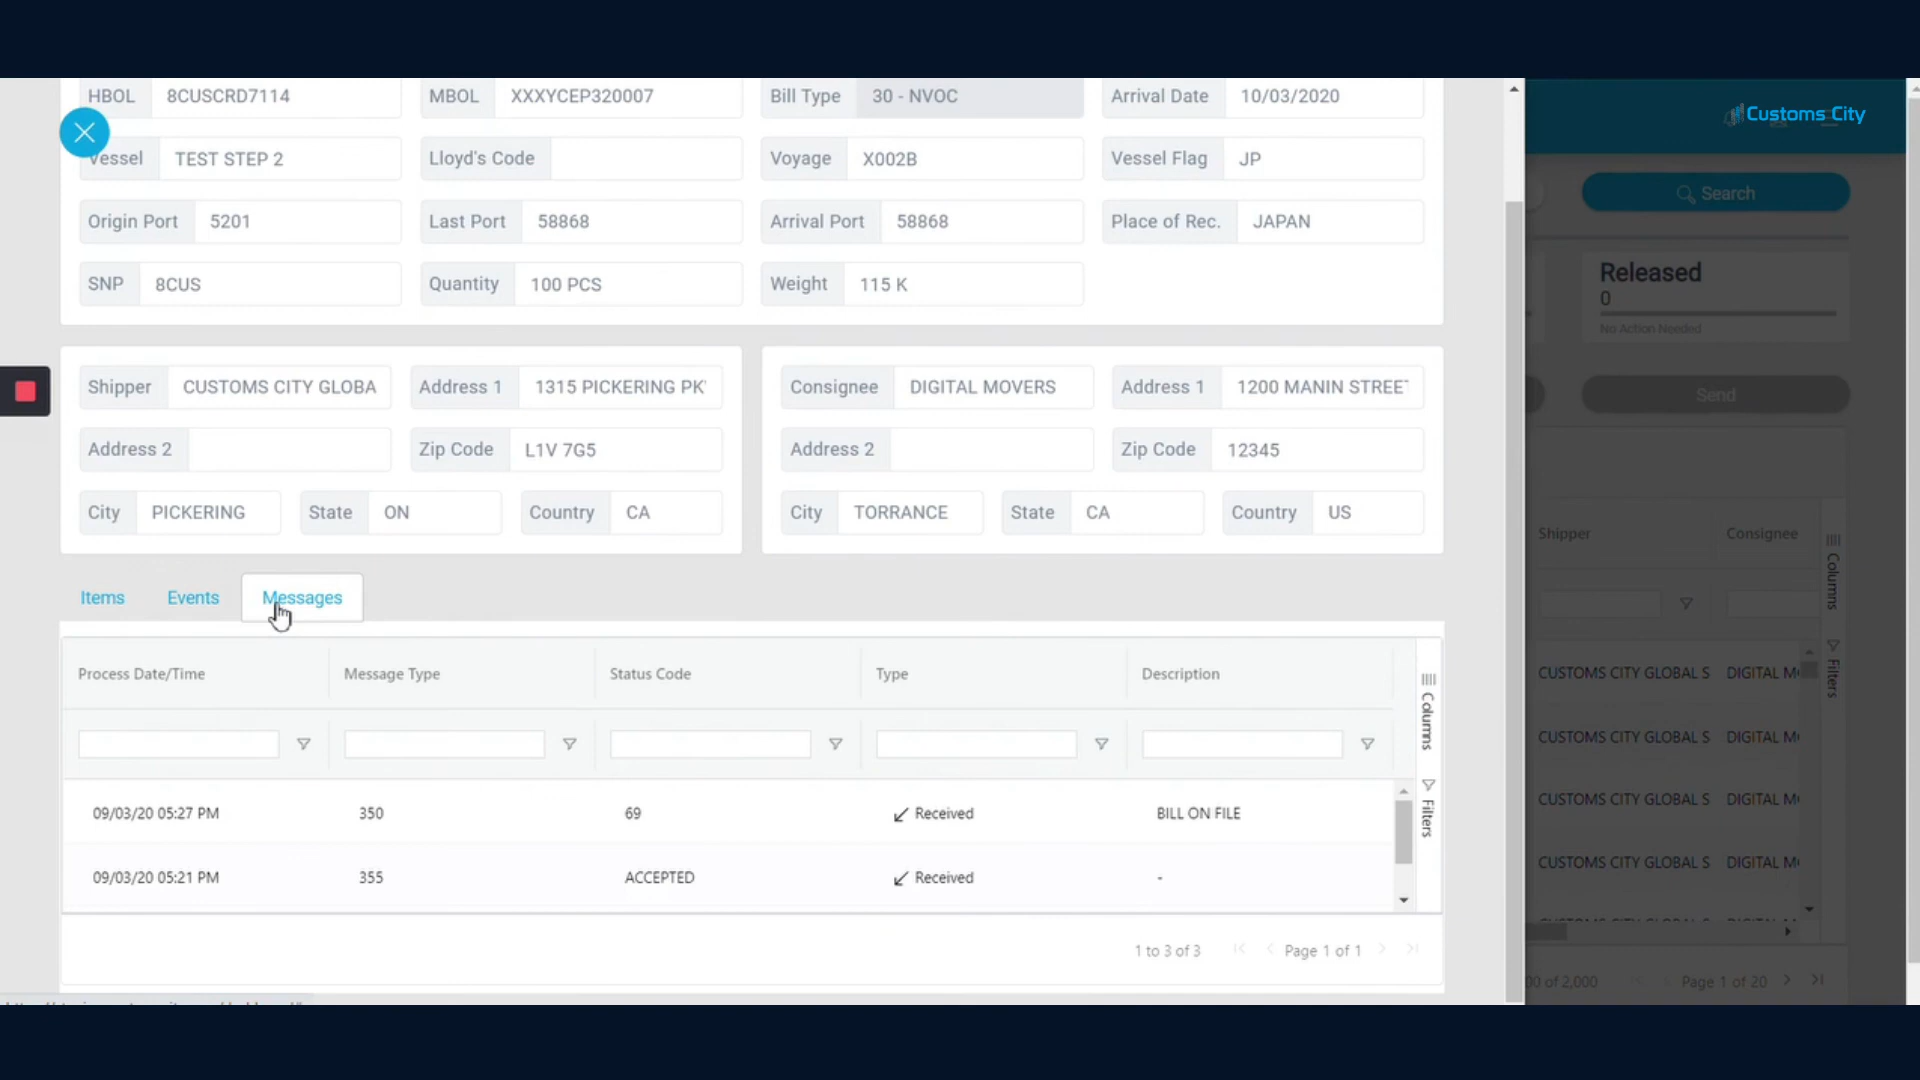 HBOL 8CUSCRD7114 MBOL XXXYCEP320007 Bill Type 30 - NVOC Arrival Date 10/03/2020
Customs City
Vessel TEST STEP 2 Lloyd's Code Voyage X002B Vessel Flag JP
Search
Origin Port 5201 Last Port 58868 Arrival Port 58868 Place of Rec. JAPAN
SNP 8CUS Quantity 100 PCS Weight 115 K
Released
0
No Action Needed
Shipper CUSTOMS CITY GLOBA Address 1 1315 PICKERING PK Consignee DIGITAL MOVERS Address 1 1200 MANIN STREET
Send
Address 2 Zip Code L1V 7G5 Address 2 Zip Code 12345
City PICKERING State ON Country CA City TORRANCE State CA Country US
Shipper Consignee
Columns
Filters
Items Events Messages
Process Date/Time Message Type Status Code Type Description
Columns
Filters
09/03/20 05:27 PM 350 69 Received BILL ON FILE
09/03/20 05:21 PM 355 ACCEPTED Received -
1 to 3 of 3 Page 1 of 1
CUSTOMS CITY GLOBAL S DIGITAL M
CUSTOMS CITY GLOBAL S DIGITAL M
CUSTOMS CITY GLOBAL S DIGITAL M
CUSTOMS CITY GLOBAL S DIGITAL M
00 of 2,000 Page 1 of 20